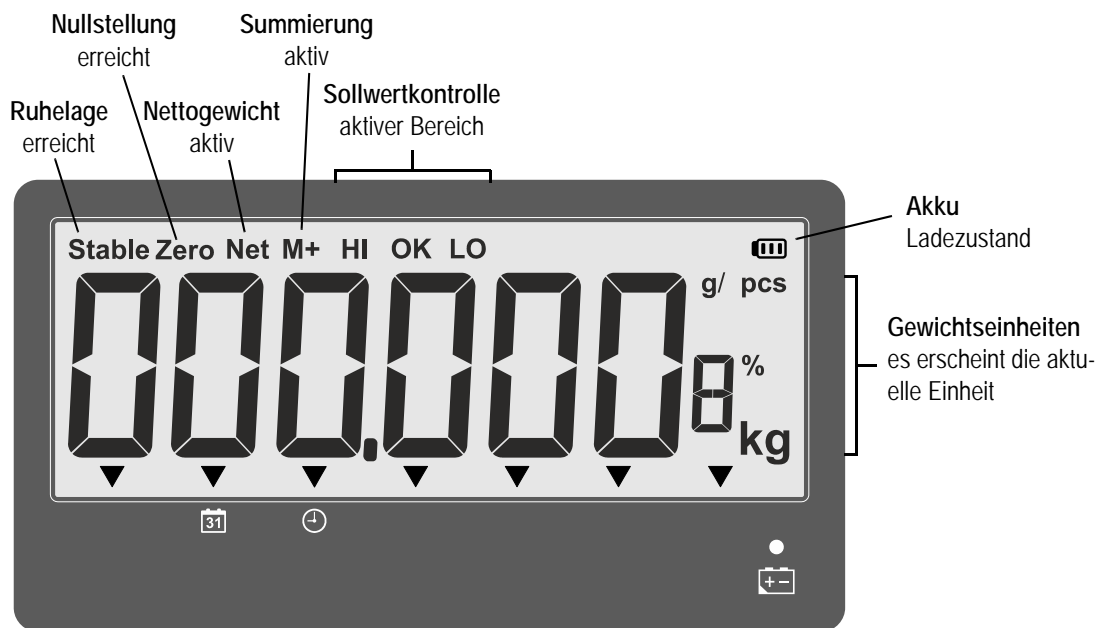 Nullstellung
erreicht
Summierung
aktiv
Ruhelage
erreicht
Nettogewicht
aktiv
Sollwertkontrolle
aktiver Bereich
Akku
Ladezustand
Stable Zero Net M+ HI OK LO
g/ pcs
000.000
8
%
kg
Gewichtseinheiten
es erscheint die aktu-
elle Einheit
31
+ -